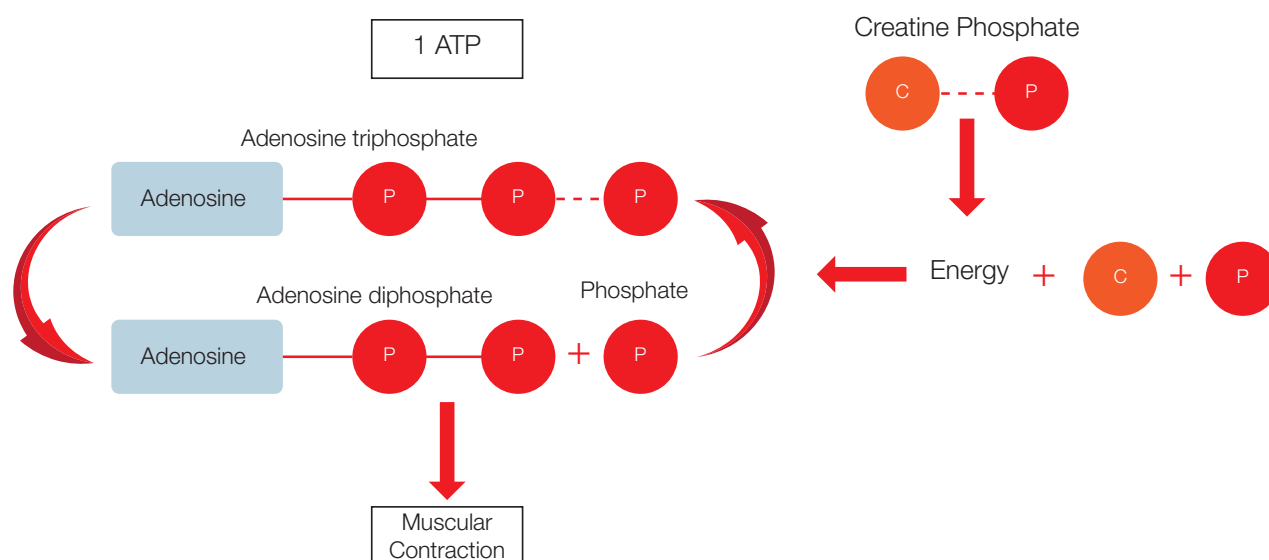 1 ATP
Creatine Phosphate
C P
Adenosine triphosphate
Adenosine P P P
Energy + C + P
Adenosine diphosphate Phosphate
Adenosine P P + P
Muscular
Contraction